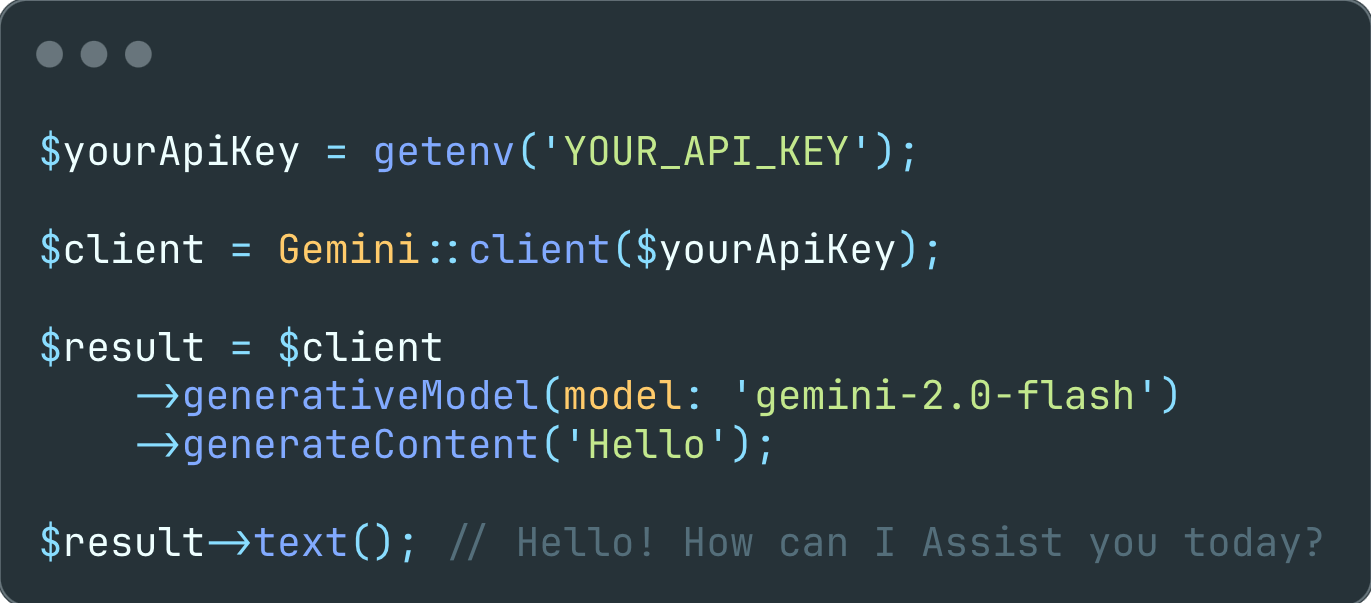 $yourApiKey = getenv('YOUR_API_KEY');
$client = Gemini::client($yourApiKey);
$result = $client
    ->generativeModel(model: 'gemini-2.0-flash')
    ->generateContent('Hello');
$result->text(); // Hello! How can I Assist you today?